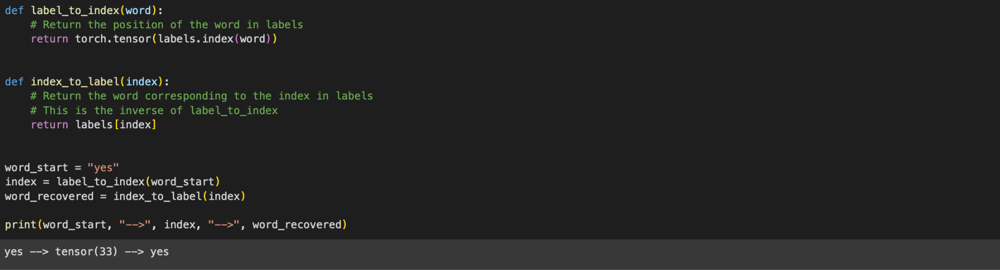 def label_to_index(word):
    # Return the position of the word in labels
    return torch.tensor(labels.index(word))
def index_to_label(index):
    # Return the word corresponding to the index in labels
    # This is the inverse of label_to_index
    return labels[index]
word_start = "yes"
index = label_to_index(word_start)
word_recovered = index_to_label(index)
print(word_start, "-->", index, "-->", word_recovered)
yes --> tensor(33) --> yes